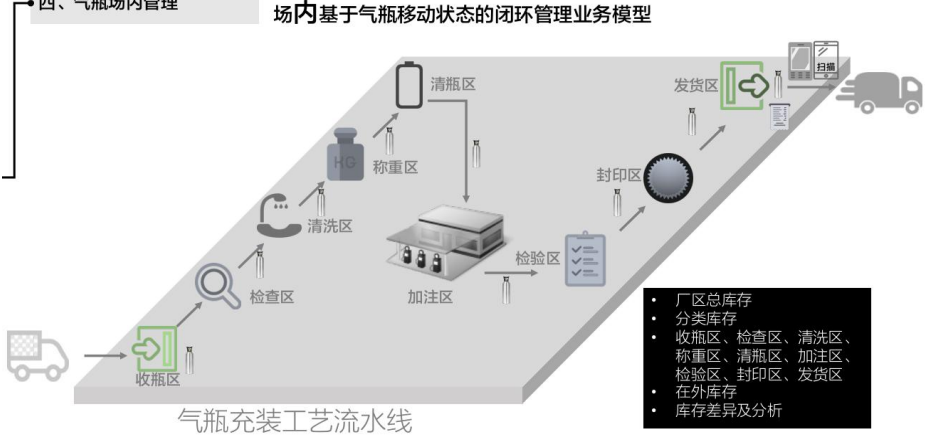 四、气瓶场内管理
场内基于气瓶移动状态的闭环管理业务模型
扫描
发货区
清瓶区
HG
称重区
封印区
清洗区
检验区
检查区
加注区
收瓶区
• 厂区总库存
• 分类库存
• 收瓶区、检查区、清洗区、
称重区、清瓶区、加注区、
检验区、封印区、发货区
• 在外库存
• 库存差异及分析
气瓶充装工艺流水线